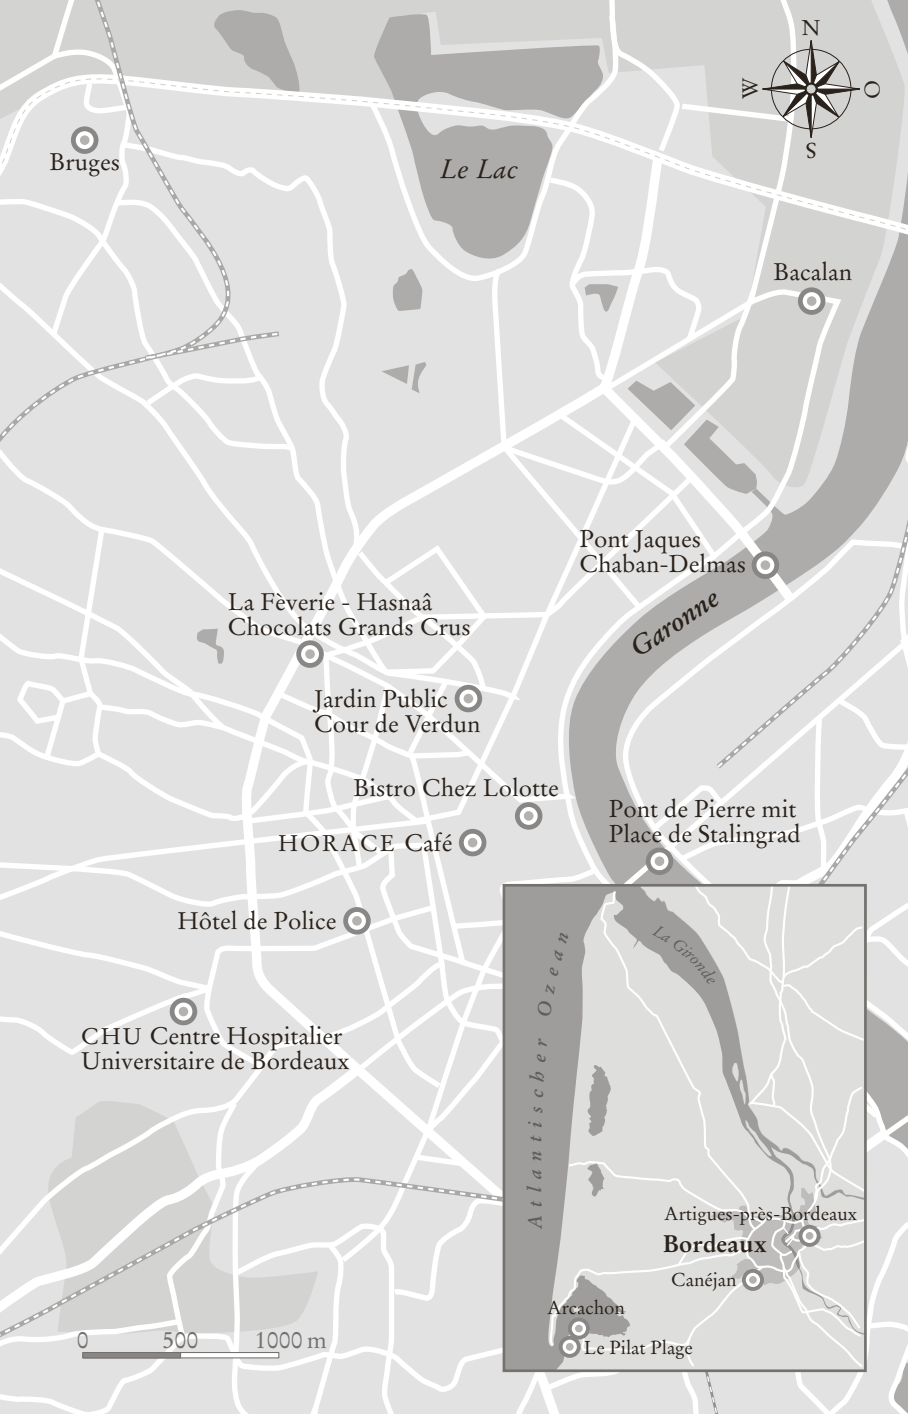 N
W
O
S
Bruges
Le Lac
Bacalan
Pont Jaques
Chaban-Delmas
Garonne
La Fèverie - Hasnaâ
Chocolats Grands Crus
Jardin Public
Cour de Verdun
Bistro Chez Lolotte
Pont de Pierre mit
Place de Stalingrad
HORACE Café
Hôtel de Police
CHU Centre Hospitalier
Universitaire de Bordeaux
La Gironde
Atlantischer Ozean
Artigues-près-Bordeaux
Bordeaux
Canéjan
Arcachon
Le Pilat Plage
0 500 1000 m